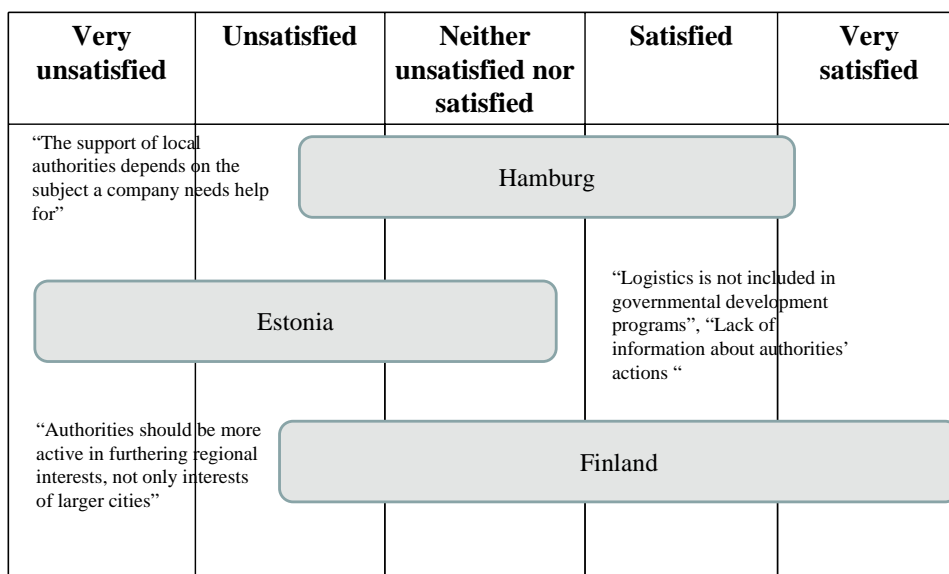 Very
unsatisfied
Unsatisfied
Neither
unsatisfied nor
satisfied
Satisfied
Very
satisfied
“The support of local
authorities depends on the
subject a company needs help
for”
Hamburg
Estonia
“Logistics is not included in
governmental development
programs”, “Lack of
information about authorities’
actions “
“Authorities should be more
active in furthering regional
interests, not only interests
of larger cities”
Finland